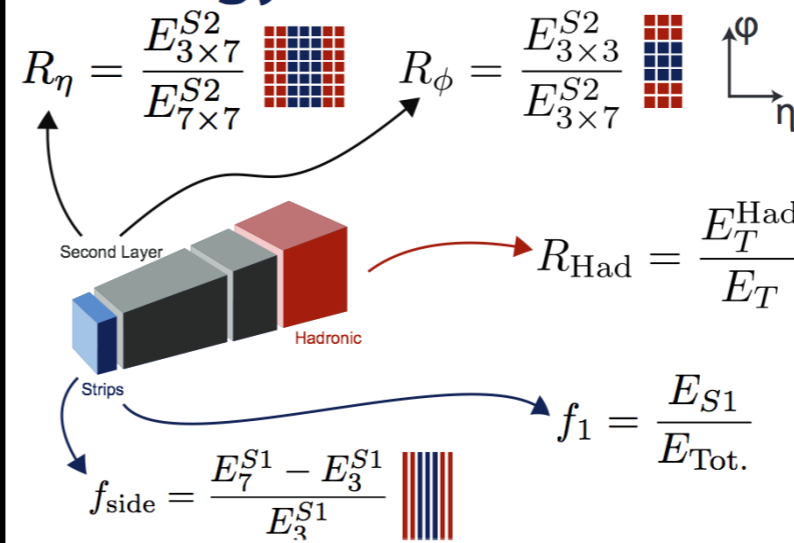 R_η = E^{S2}_{3×7} / E^{S2}_{7×7}
R_ϕ = E^{S2}_{3×3} / E^{S2}_{3×7}
φ
η
Second Layer
R_Had = E_T^Had / E_T
Hadronic
Strips
f_1 = E_{S1} / E_{Tot.}
f_side = (E^{S1}_7 − E^{S1}_3) / E^{S1}_3